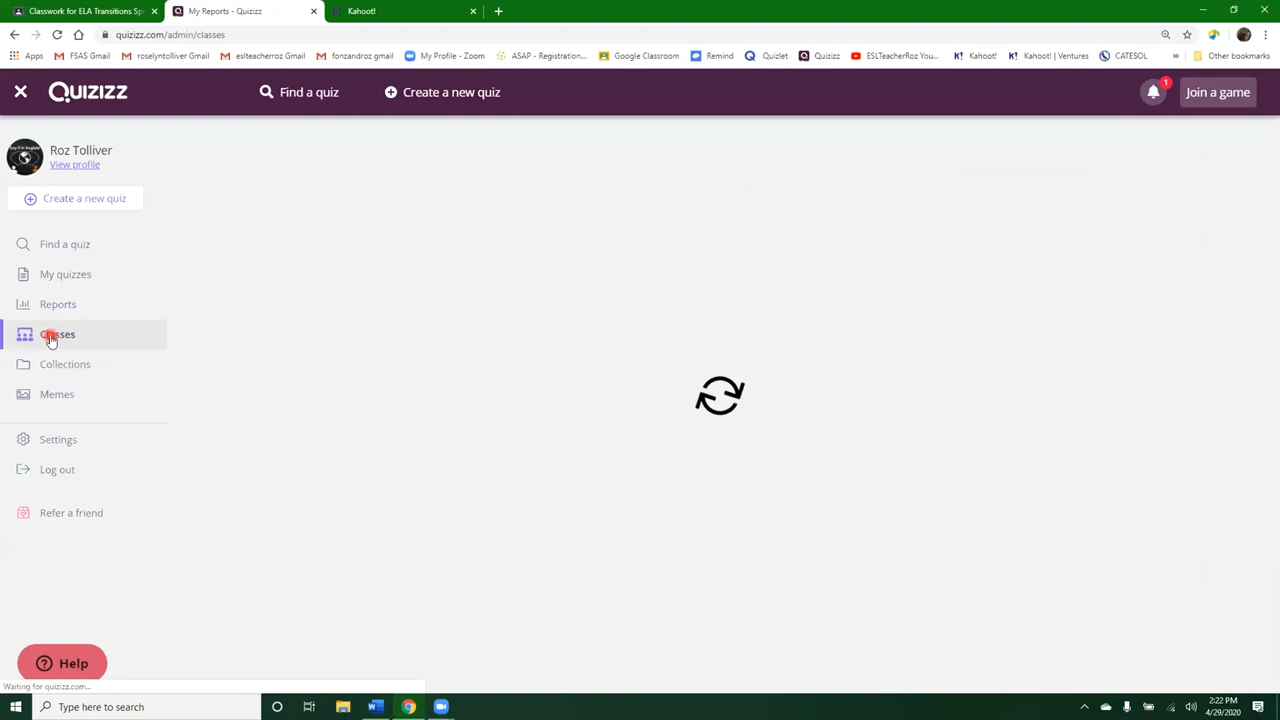 Classwork for ELA Transitions Spe
My Reports - Quizizz
Kahoot!
quizizz.com/admin/classes
Apps
FSAS Gmail
roselyntolliver Gmail
eslteacherroz Gmail
fonzandroz gmail
My Profile - Zoom
ASAP - Registration...
Google Classroom
Remind
Quizlet
Quizizz
ESLTeacherRoz You...
Kahoot!
Kahoot! | Ventures
CATESOL
Other bookmarks
Quizizz
Find a quiz
Create a new quiz
1
Join a game
Roz Tolliver
View profile
Create a new quiz
Find a quiz
My quizzes
Reports
Classes
Collections
Memes
Settings
Log out
Refer a friend
Help
Waiting for quizizz.com...
Type here to search
2:22 PM
4/29/2020